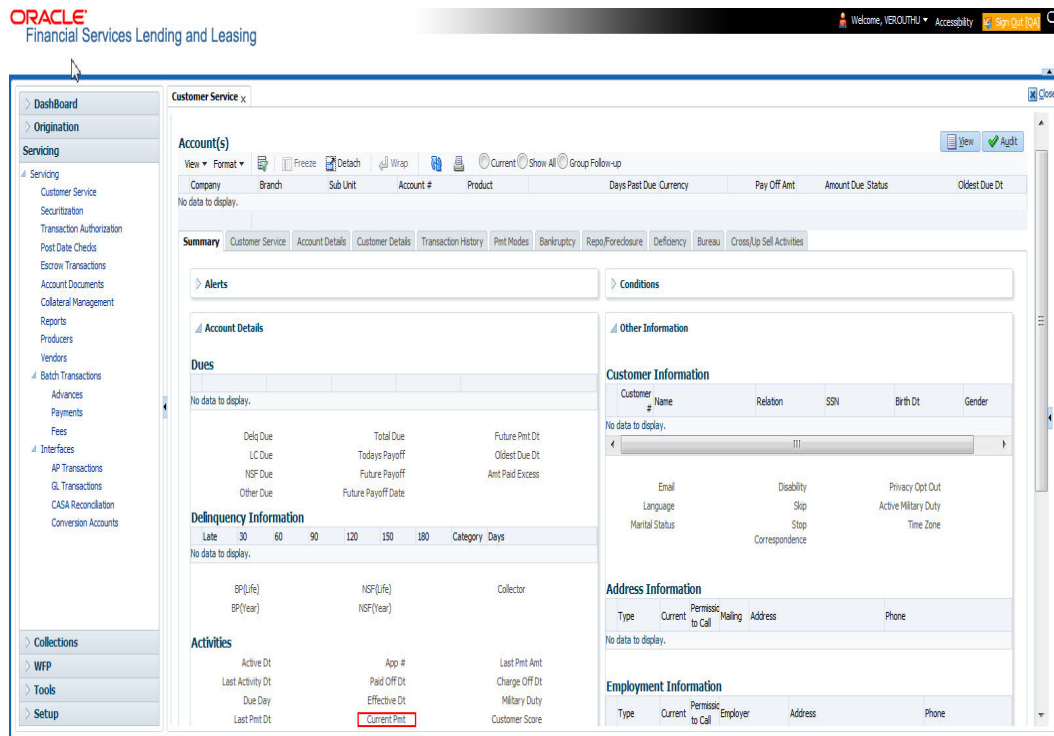 ORACLE'
Financial Services Lending and Leasing
Welcome, VEROUTHU Accessibility Sign Out [QA]
DashBoard
Origination
Servicing
Servicing
Customer Service
Securitization
Transaction Authorization
Post Date Checks
Escrow Transactions
Account Documents
Collateral Management
Reports
Producers
Vendors
Batch Transactions
Advances
Payments
Fees
Interfaces
AP Transactions
GL Transactions
CASA Reconciliation
Conversion Accounts
Collections
WFP
Tools
Setup
Customer Service X Close
Account(s) View Audit
View Format Freeze Detach Wrap Current Show All Group Follow-up
Company Branch Sub Unit Account # Product Days Past Due Currency Pay Off Amt Amount Due Status Oldest Due Dt
No data to display.
Summary Customer Service Account Details Customer Details Transaction History Pmt Modes Bankruptcy Repo/Foreclosure Deficiency Bureau Cross/Up Sell Activities
Alerts
Account Details
Dues
No data to display.
Delq Due Total Due Future Pmt Dt
LC Due Todays Payoff Oldest Due Dt
NSF Due Future Payoff Amt Paid Excess
Other Due Future Payoff Date
Delinquency Information
Late 30 60 90 120 150 180 Category Days
No data to display.
BP(Life) NSF(Life) Collector
BP(Year) NSF(Year)
Activities
Active Dt App # Last Pmt Amt
Last Activity Dt Paid Off Dt Charge Off Dt
Due Day Effective Dt Military Duty
Last Pmt Dt Current Pmt Customer Score
Conditions
Other Information
Customer Information
Customer # Name Relation SSN Birth Dt Gender
No data to display.
Email Disability Privacy Opt Out
Language Skip Active Military Duty
Marital Status Stop Correspondence Time Zone
Address Information
Type Current Permissic to Call Mailing Address Phone
No data to display.
Employment Information
Type Current Permissic to Call Employer Address Phone